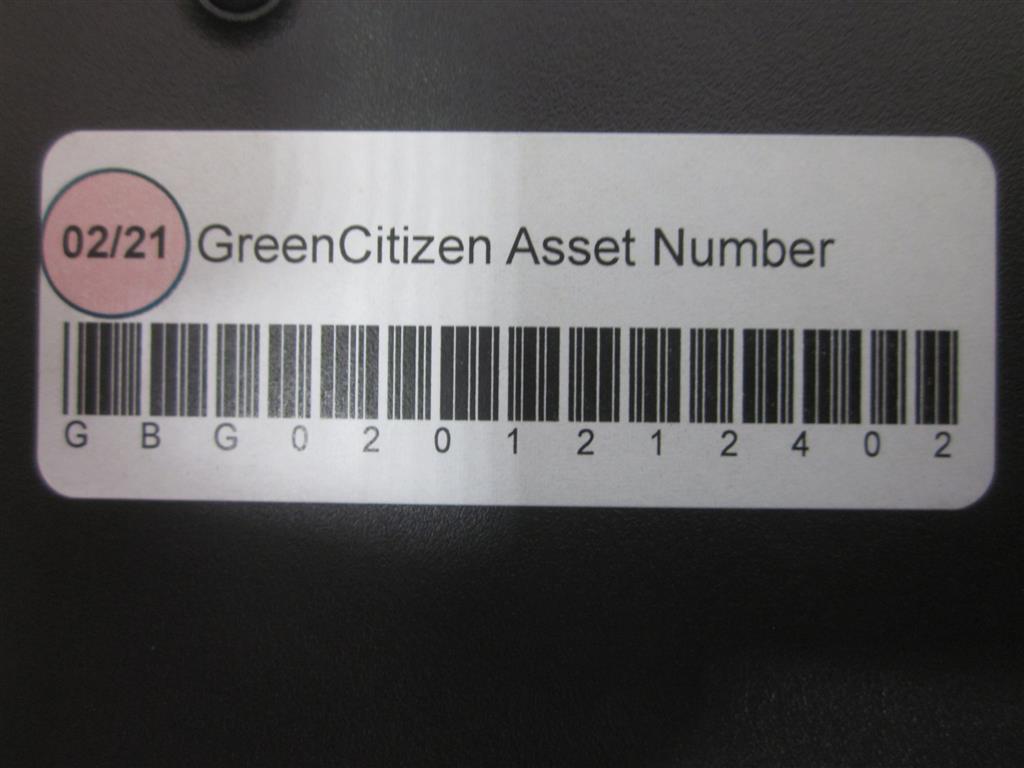 02/21 GreenCitizen Asset Number
G B G 0 2 0 1 2 1 2 4 0 2